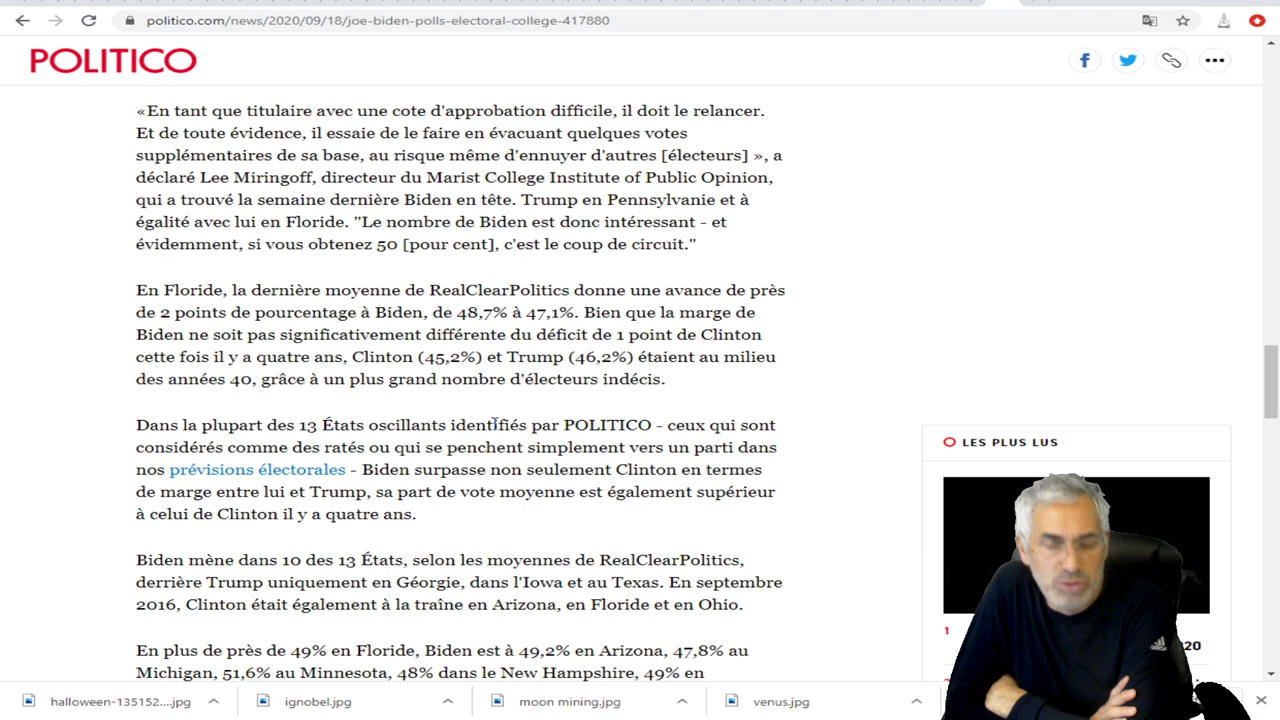 politico.com/news/2020/09/18/joe-biden-polls-electoral-college-417880
POLITICO
«En tant que titulaire avec une cote d'approbation difficile, il doit le relancer.
Et de toute évidence, il essaie de le faire en évacuant quelques votes
supplémentaires de sa base, au risque même d'ennuyer d'autres [électeurs] », a
déclaré Lee Miringoff, directeur du Marist College Institute of Public Opinion,
qui a trouvé la semaine dernière Biden en tête. Trump en Pennsylvanie et à
égalité avec lui en Floride. "Le nombre de Biden est donc intéressant - et
évidemment, si vous obtenez 50 [pour cent], c'est le coup de circuit."
En Floride, la dernière moyenne de RealClearPolitics donne une avance de près
de 2 points de pourcentage à Biden, de 48,7% à 47,1%. Bien que la marge de
Biden ne soit pas significativement différente du déficit de 1 point de Clinton
cette fois il y a quatre ans, Clinton (45,2%) et Trump (46,2%) étaient au milieu
des années 40, grâce à un plus grand nombre d'électeurs indécis.
Dans la plupart des 13 États oscillants identifiés par POLITICO - ceux qui sont
considérés comme des ratés ou qui se penchent simplement vers un parti dans
nos prévisions électorales - Biden surpasse non seulement Clinton en termes
de marge entre lui et Trump, sa part de vote moyenne est également supérieur
à celui de Clinton il y a quatre ans.
Biden mène dans 10 des 13 États, selon les moyennes de RealClearPolitics,
derrière Trump uniquement en Géorgie, dans l'Iowa et au Texas. En septembre
2016, Clinton était également à la traîne en Arizona, en Floride et en Ohio.
En plus de près de 49% en Floride, Biden est à 49,2% en Arizona, 47,8% au
Michigan, 51,6% au Minnesota, 48% dans le New Hampshire, 49% en
LES PLUS LUS
1
20
halloween-135152....jpg
ignobel.jpg
moon mining.jpg
venus.jpg